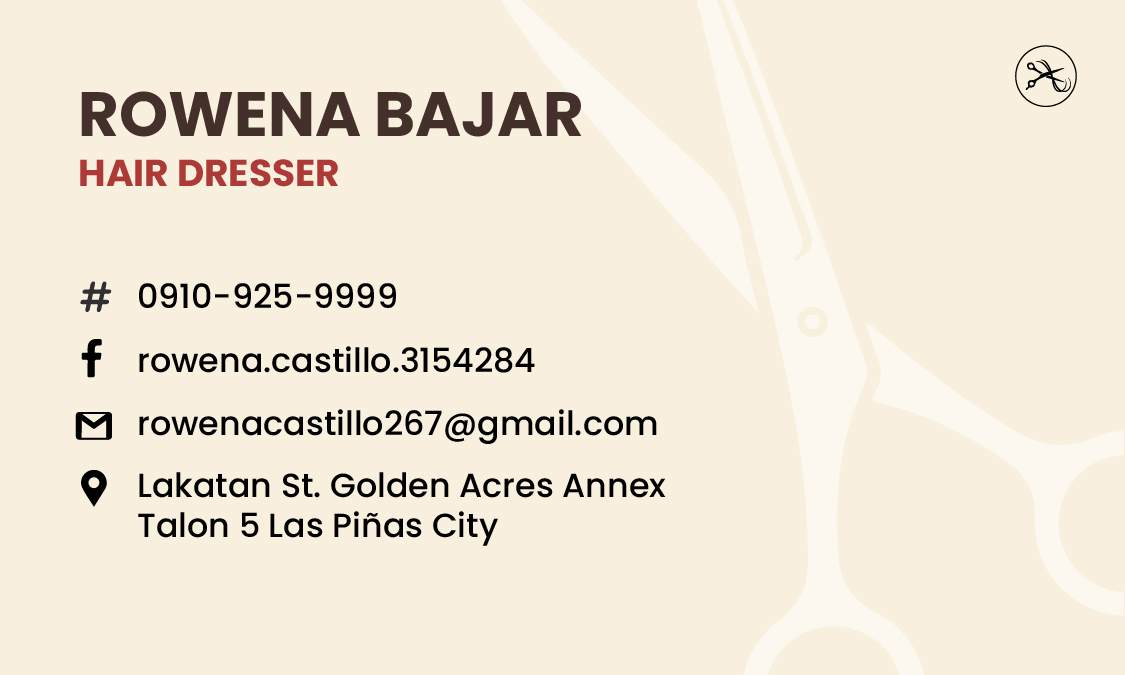 ROWENA BAJAR
HAIR DRESSER
# 0910-925-9999
rowena.castillo.3154284
rowenacastillo267@gmail.com
Lakatan St. Golden Acres Annex
Talon 5 Las Piñas City